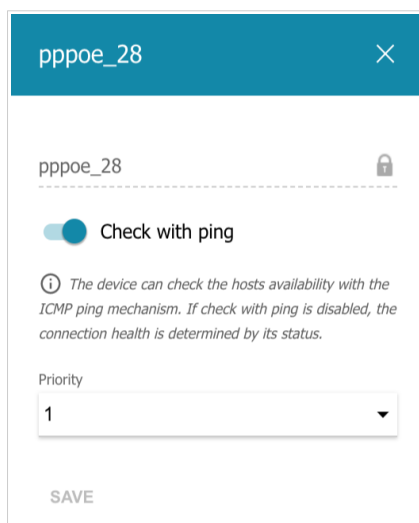 pppoe_28
pppoe_28
Check with ping
The device can check the hosts availability with the
ICMP ping mechanism. If check with ping is disabled, the
connection health is determined by its status.
Priority
1
SAVE